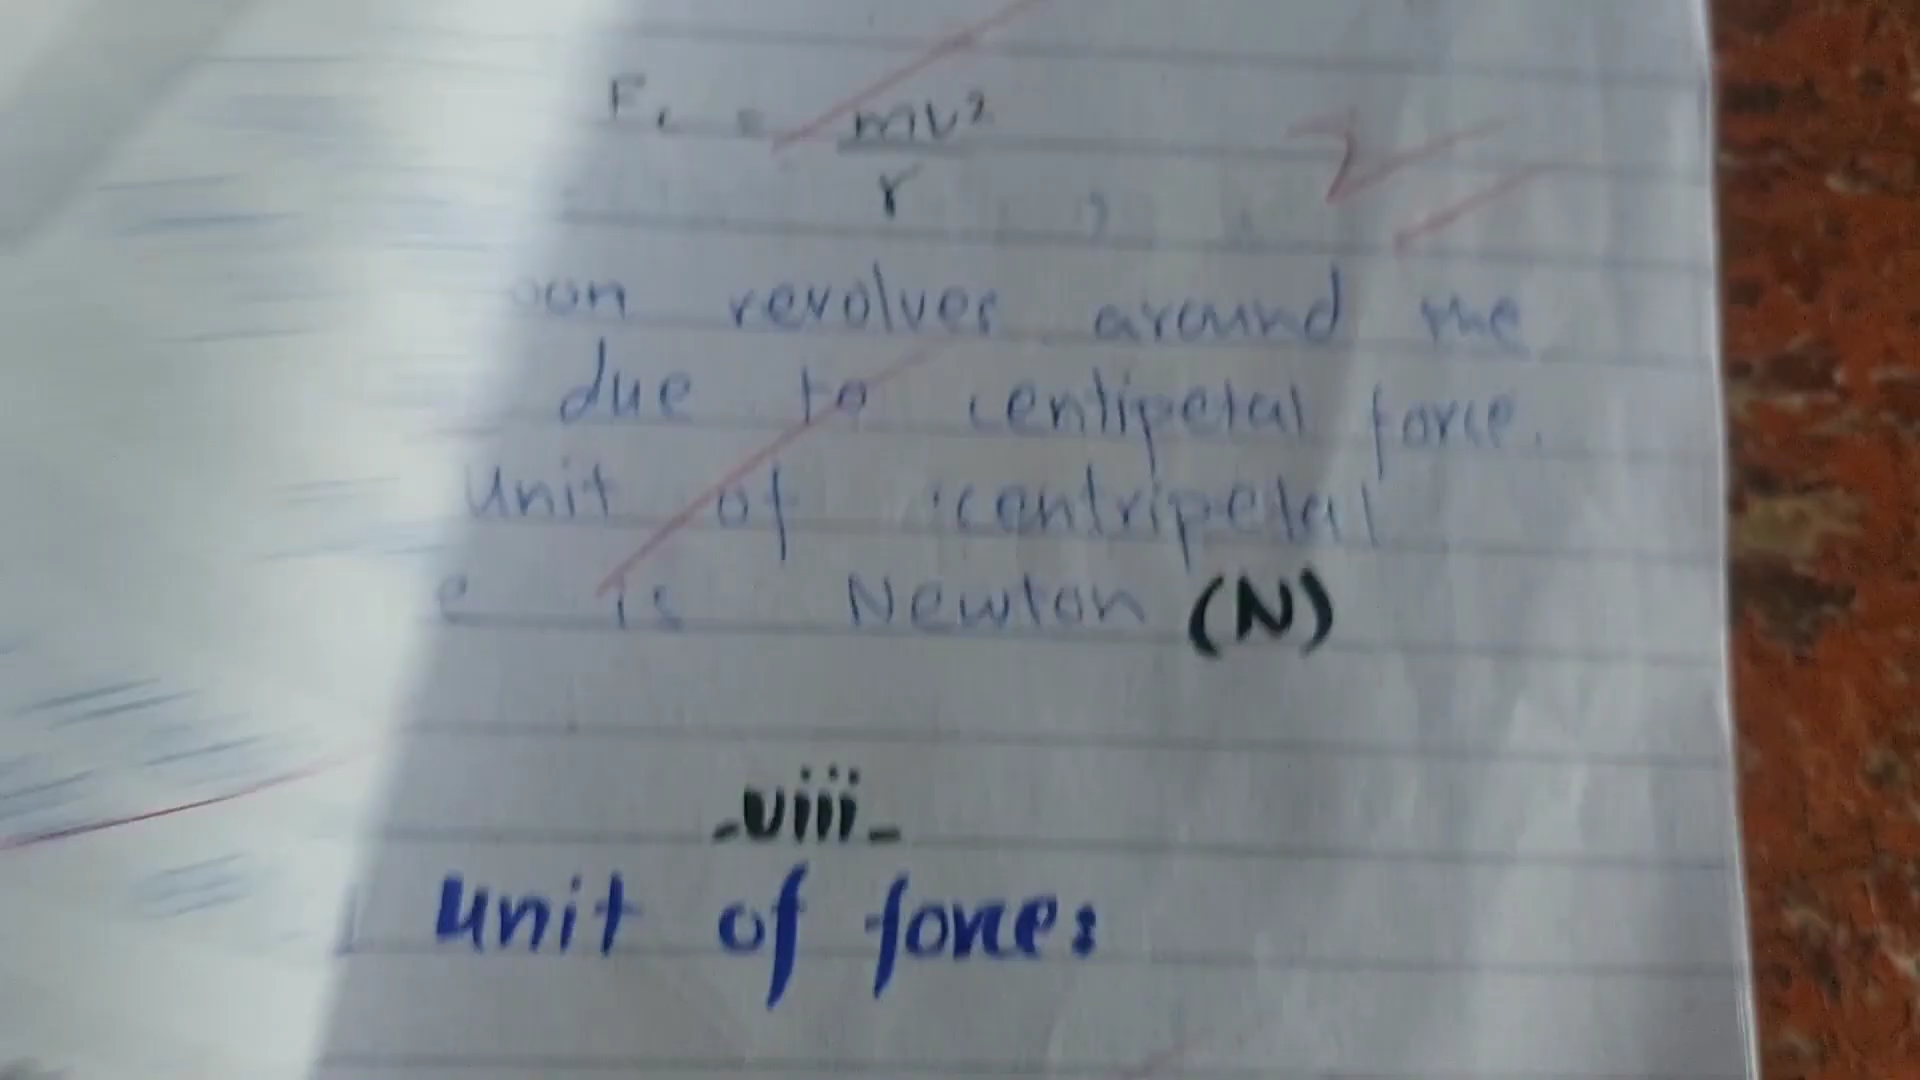 Fc = mv²
r
oon revolves around the
due to centipetal force.
unit of centripetal
e is Newton (N)
-viii-
unit of force: